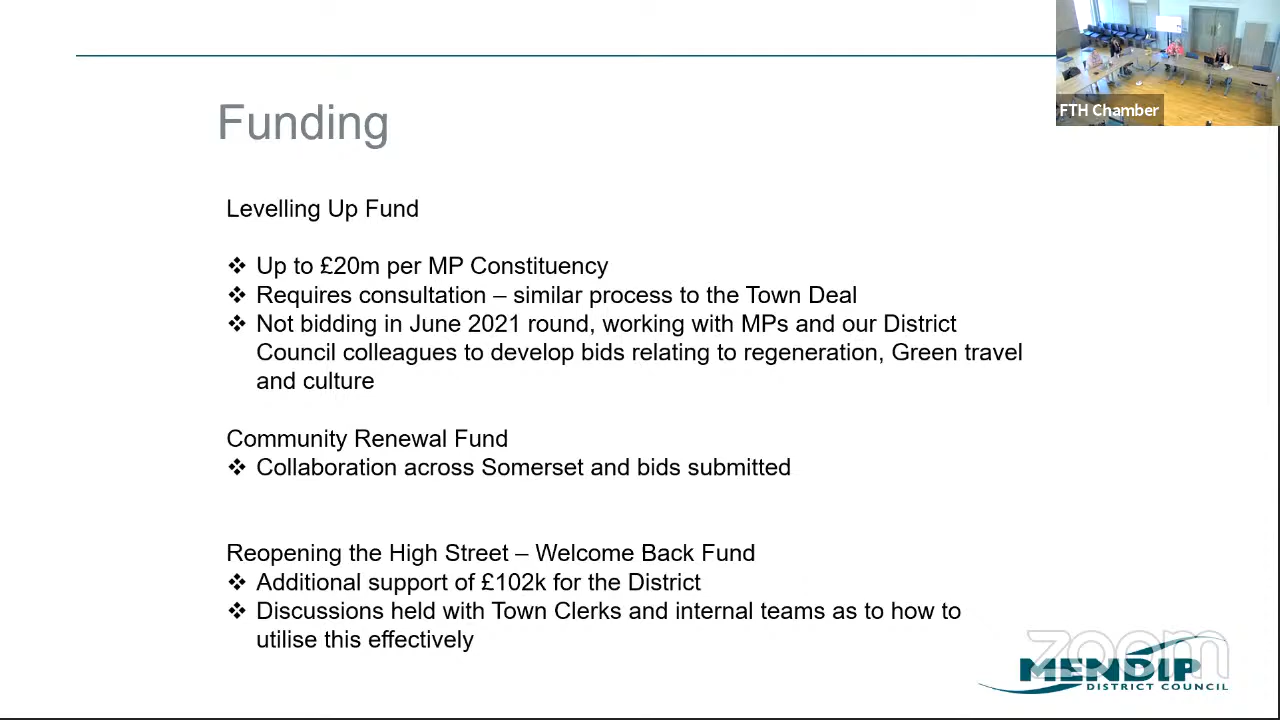 FTH Chamber
Funding
Levelling Up Fund
❖ Up to £20m per MP Constituency
❖ Requires consultation – similar process to the Town Deal
❖ Not bidding in June 2021 round, working with MPs and our District
Council colleagues to develop bids relating to regeneration, Green travel
and culture
Community Renewal Fund
❖ Collaboration across Somerset and bids submitted
Reopening the High Street – Welcome Back Fund
❖ Additional support of £102k for the District
❖ Discussions held with Town Clerks and internal teams as to how to
utilise this effectively
zoom
MENDIP
DISTRICT COUNCIL